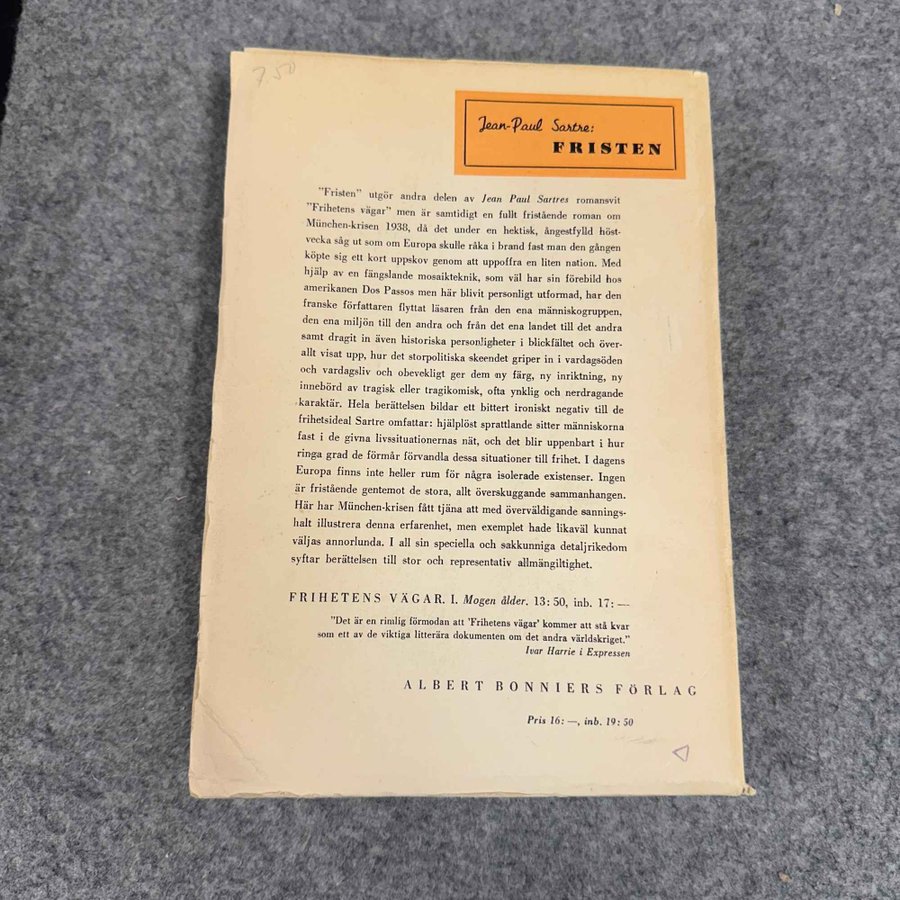 7.50
Jean-Paul Sartre:
FRISTEN
"Fristen" utgör andra delen av Jean Paul Sartres romansvit
"Frihetens vägar" men är samtidigt en fullt fristående roman om
München-krisen 1938, då det under en hektisk, ångestfylld höst-
vecka såg ut som om Europa skulle råka i brand fast man den gången
köpte sig ett kort uppskov genom att uppoffra en liten nation. Med
hjälp av en fängslande mosaikteknik, som väl har sin förebild hos
amerikanen Dos Passos men här blivit personligt utformad, har den
franske författaren flyttat läsaren från den ena människogruppen,
den ena miljön till den andra och från det ena landet till det andra
samt dragit in även historiska personligheter i blickfältet och över-
allt visat upp, hur det storpolitiska skeendet griper in i vardagsöden
och vardagsliv och obevekligt ger dem ny färg, ny inriktning, ny
innebörd av tragisk eller tragikomisk, ofta ynklig och nerdragande
karaktär. Hela berättelsen bildar ett bittert ironiskt negativ till de
frihetsideal Sartre omfattar: hjälplöst sprattlande sitter människorna
fast i de givna livssituationernas nät, och det blir uppenbart i hur
ringa grad de förmår förvandla dessa situationer till frihet. I dagens
Europa finns inte heller rum för några isolerade existenser. Ingen
är fristående gentemot de stora, allt överskuggande sammanhangen.
Här har München-krisen fått tjäna att med överväldigande sannings-
halt illustrera denna erfarenhet, men exemplet hade likaväl kunnat
väljas annorlunda. I all sin speciella och sakkunniga detaljrikedom
syftar berättelsen till stor och representativ allmängiltighet.
FRIHETENS VÄGAR. I. Mogen ålder. 13:50, inb. 17:—
"Det är en rimlig förmodan att 'Frihetens vägar' kommer att stå kvar
som ett av de viktiga litterära dokumenten om det andra världskriget."
Ivar Harrie i Expressen
ALBERT BONNIERS FÖRLAG
Pris 16:—, inb. 19:50